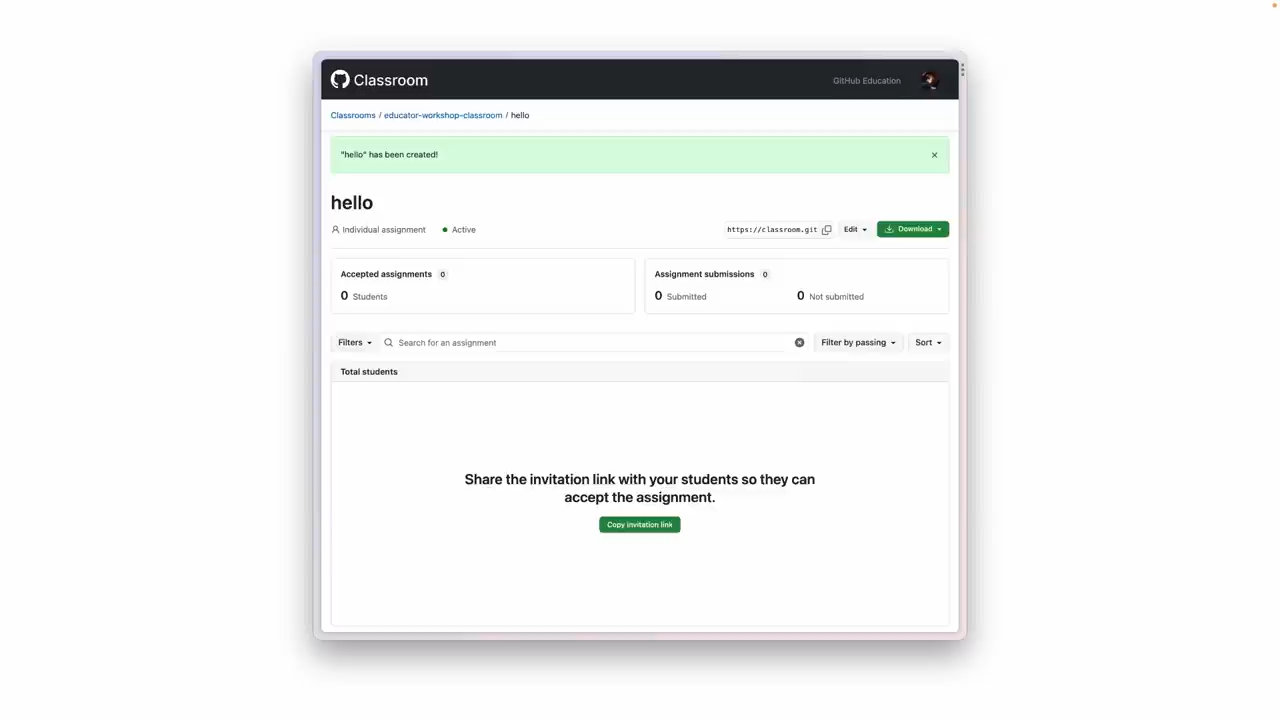 Classroom
GitHub Education
Classrooms / educator-workshop-classroom / hello
"hello" has been created!
hello
Individual assignment
Active
https://classroom.git
Edit
Download
Accepted assignments 0
0 Students
Assignment submissions 0
0 Submitted
0 Not submitted
Filters
Search for an assignment
Filter by passing
Sort
Total students
Share the invitation link with your students so they can
accept the assignment.
Copy invitation link